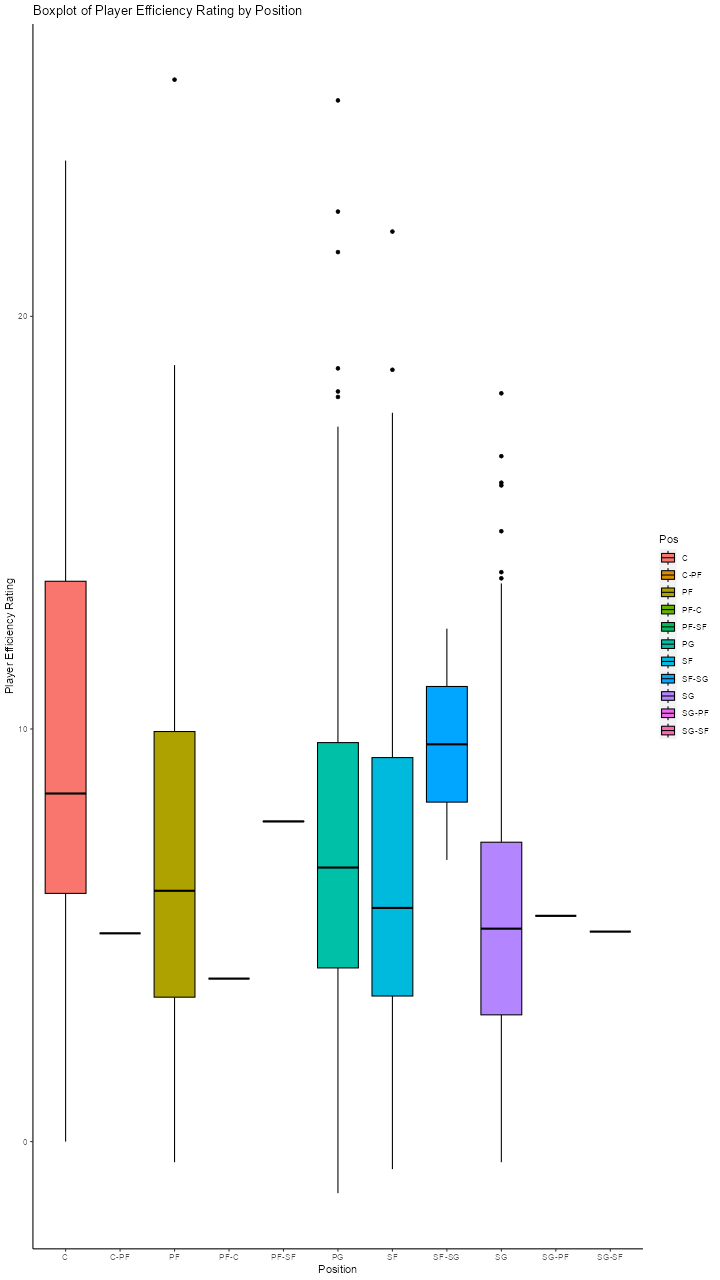 Boxplot of Player Efficiency Rating by Position
20
10
0
Player Efficiency Rating
C
C-PF
PF
PF-C
PF-SF
PG
SF
SF-SG
SG
SG-PF
SG-SF
Position
Pos
C
C-PF
PF
PF-C
PF-SF
PG
SF
SF-SG
SG
SG-PF
SG-SF